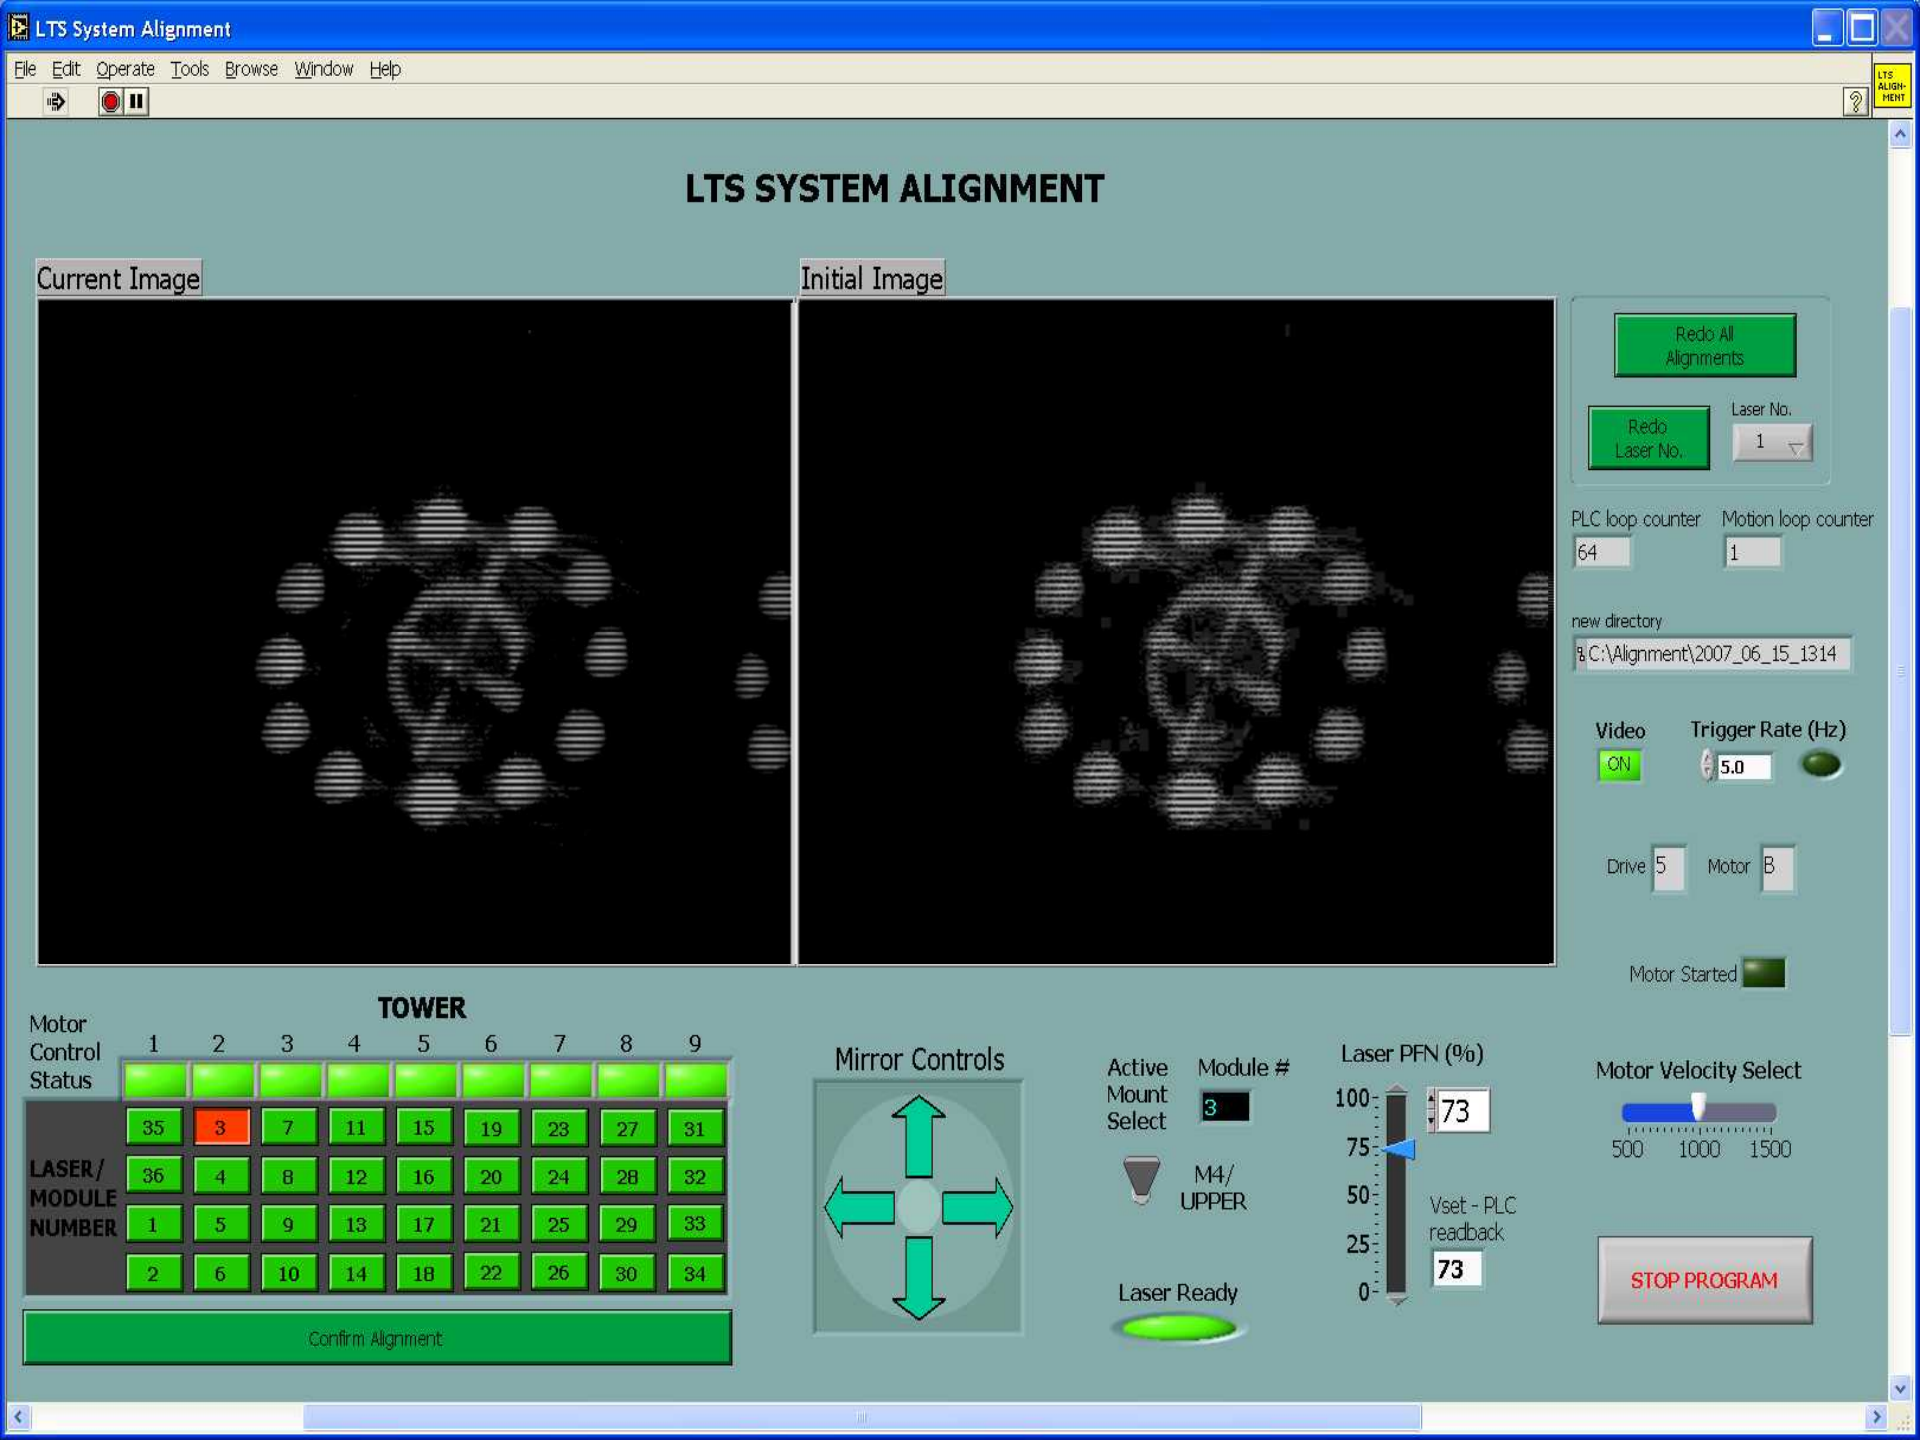 LTS System Alignment
File Edit Operate Tools Browse Window Help
LTS
ALIGN-
MENT
?
LTS SYSTEM ALIGNMENT
Current Image
Initial Image
Redo All
Alignments
Redo
Laser No.
Laser No.
1
PLC loop counter
64
Motion loop counter
1
new directory
C:\Alignment\2007_06_15_1314
Video
ON
Trigger Rate (Hz)
5.0
Drive 5 Motor B
Motor Started
TOWER
Motor
Control
Status
1 2 3 4 5 6 7 8 9
LASER/
MODULE
NUMBER
35 3 7 11 15 19 23 27 31
36 4 8 12 16 20 24 28 32
1 5 9 13 17 21 25 29 33
2 6 10 14 18 22 26 30 34
Confirm Alignment
Mirror Controls
Active
Mount
Select
Module #
3
M4/
UPPER
Laser Ready
Laser PFN (%)
100
75
50
25
0
73
Vset - PLC
readback
73
Motor Velocity Select
500 1000 1500
STOP PROGRAM